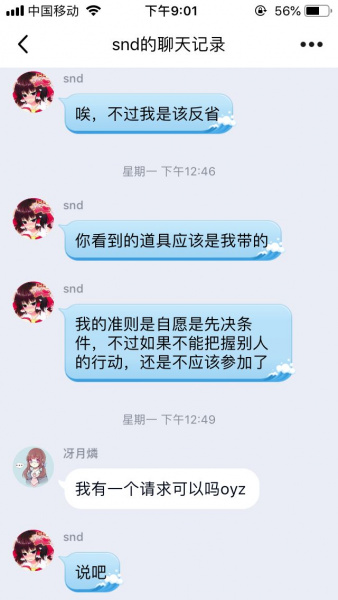 中国移动 下午9:01 56%
snd的聊天记录
snd
唉，不过我是该反省
星期一 下午12:46
snd
你看到的道具应该是我带的
snd
我的准则是自愿是先决条
件，不过如果不能把握别人
的行动，还是不应该参加了
星期一 下午12:49
冴月燐
我有一个请求可以吗oyz
snd
说吧